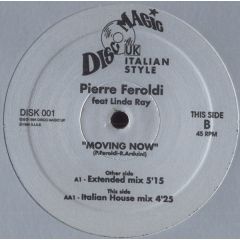 DISCO MAGIC
UK
ITALIAN
STYLE
Pierre Feroldi
feat Linda Ray
DISK 001
THIS SIDE
B
45 RPM
"MOVING NOW"
(P.Feroldi-R.Arduini)
Other side
A1 - Extended mix 5'15
This side
AA1 - Italian House mix 4'25